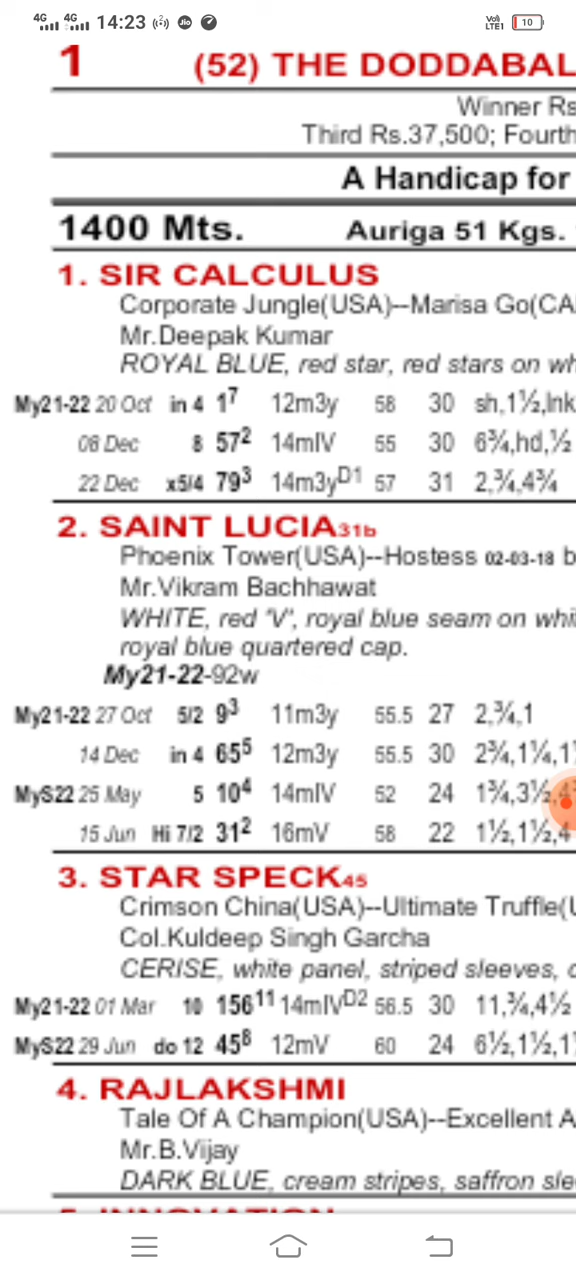 4G 4G 14:23 Jio VoN LTE1 10
1 (52) THE DODDABAL
Winner Rs
Third Rs.37,500; Fourth
A Handicap for
1400 Mts. Auriga 51 Kgs.
1. SIR CALCULUS
Corporate Jungle(USA)--Marisa Go(CA
Mr.Deepak Kumar
ROYAL BLUE, red star, red stars on wh
My21-22 20 Oct in 4 1⁷ 12m3y 58 30 sh,1½,lnk
08 Dec 8 57² 14mIV 55 30 6¾,hd,½
22 Dec x5/4 79³ 14m3yD1 57 31 2,¾,4¾
2. SAINT LUCIA31b
Phoenix Tower(USA)--Hostess 02-03-18 b
Mr.Vikram Bachhawat
WHITE, red 'V', royal blue seam on whi
royal blue quartered cap.
My21-22-92w
My21-22 27 Oct 5/2 9³ 11m3y 55.5 27 2,¾,1
14 Dec in 4 65⁵ 12m3y 55.5 30 2¾,1¼,1
MyS22 25 May 5 10⁴ 14mIV 52 24 1¾,3½,4
15 Jun Hi 7/2 31² 16mV 58 22 1½,1½,4
3. STAR SPECK45
Crimson China(USA)--Ultimate Truffle(U
Col.Kuldeep Singh Garcha
CERISE, white panel, striped sleeves, c
My21-22 01 Mar 10 156¹¹ 14mIVD2 56.5 30 11,¾,4½
MyS22 29 Jun do 12 45⁸ 12mV 60 24 6½,1½,1
4. RAJLAKSHMI
Tale Of A Champion(USA)--Excellent A
Mr.B.Vijay
DARK BLUE, cream stripes, saffron sle
5. INNOVATION